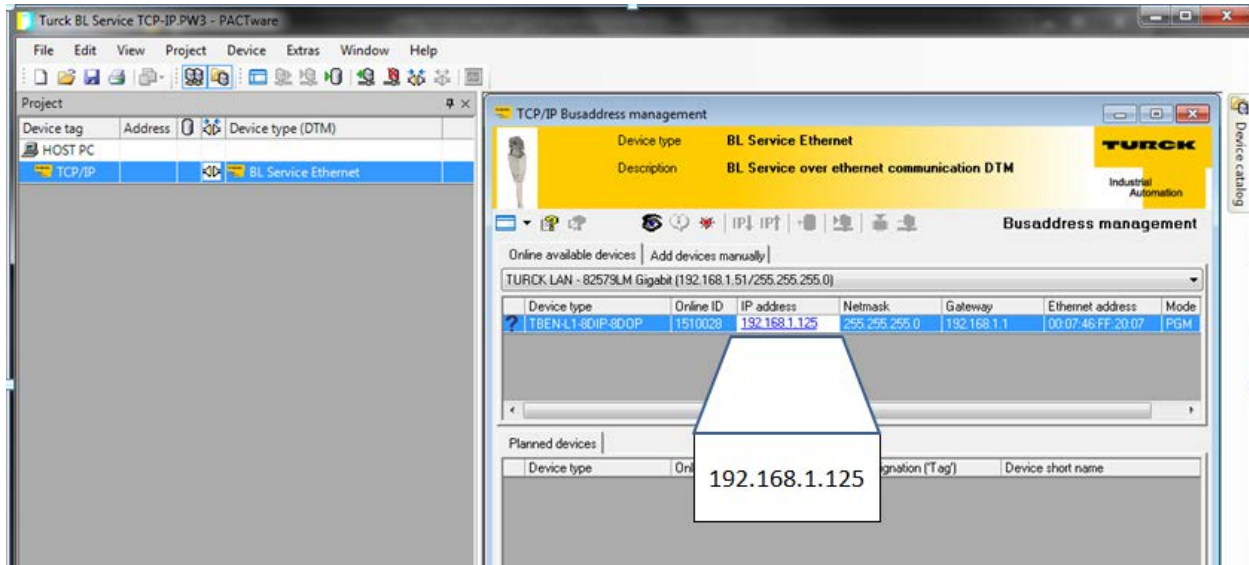 Turck BL Service TCP-IP.PW3 - PACTware
File Edit View Project Device Extras Window Help
Project
Device tag Address Device type (DTM)
HOST PC
TCP/IP BL Service Ethernet
TCP/IP Busaddress management
Device type BL Service Ethernet
Description BL Service over ethernet communication DTM
TURCK
Industrial
Automation
Busaddress management
Online available devices Add devices manually
TURCK LAN - 82579LM Gigabit (192.168.1.51/255.255.255.0)
Device type Online ID IP address Netmask Gateway Ethernet address Mode
? TBEN-L1-8DIP-8DOP 1510028 192.168.1.125 255.255.255.0 192.168.1.1 00:07:46:FF:20:07 PGM
Planned devices
Device type Onl gnation ('Tag') Device short name
192.168.1.125
Device catalog